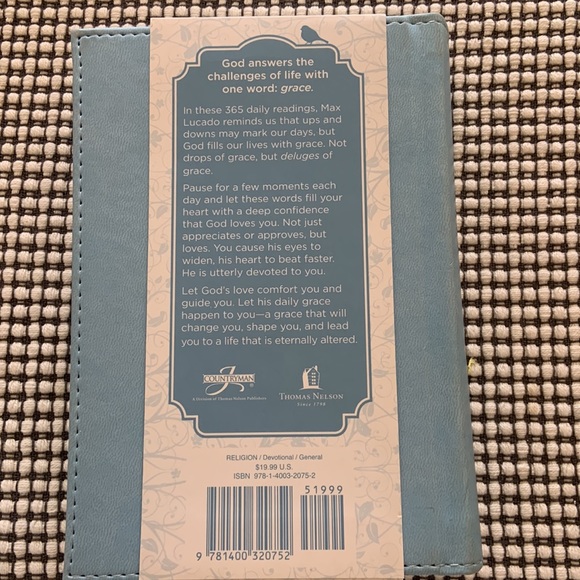 God answers the
challenges of life with
one word: grace.
In these 365 daily readings, Max
Lucado reminds us that ups and
downs may mark our days, but
God fills our lives with grace. Not
drops of grace, but deluges of
grace.
Pause for a few moments each
day and let these words fill your
heart with a deep confidence
that God loves you. Not just
appreciates or approves, but
loves. You cause his eyes to
widen, his heart to beat faster.
He is utterly devoted to you.
Let God's love comfort you and
guide you. Let his daily grace
happen to you—a grace that will
change you, shape you, and lead
you to a life that is eternally altered.
J COUNTRYMAN®
A Division of Thomas Nelson Publishers
THOMAS NELSON
Since 1798
RELIGION / Devotional / General
$19.99 U.S.
ISBN 978-1-4003-2075-2
51999
9 781400 320752